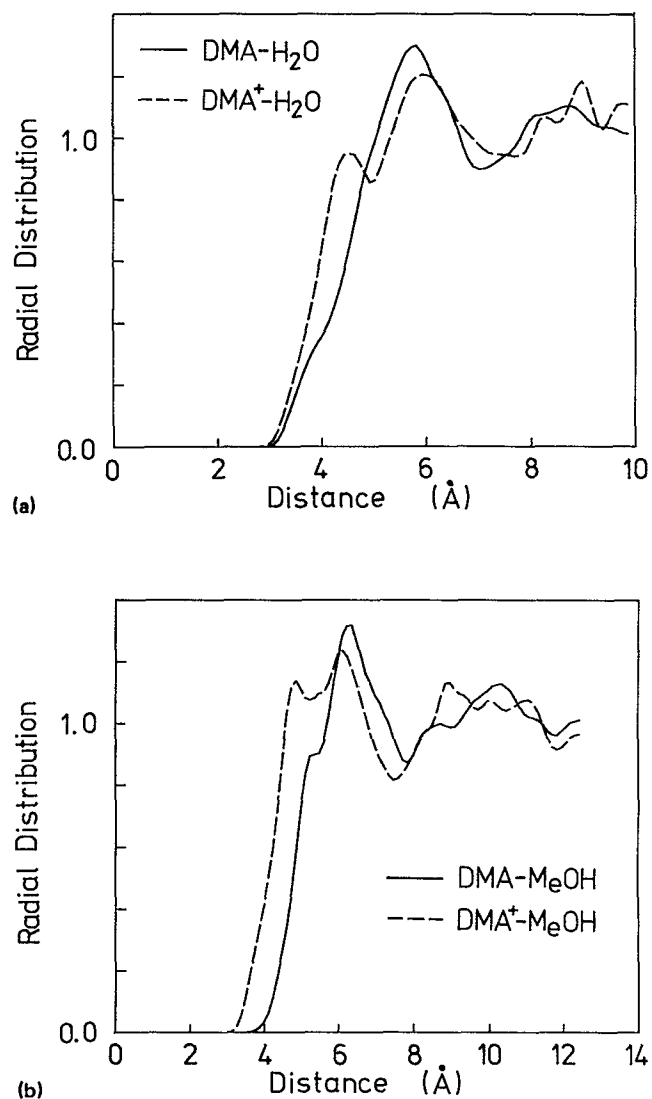 DMA-H₂O
DMA⁺-H₂O
1.0
Radial Distribution
0.0
0 2 4 6 8 10
Distance (Å)
(a)
1.0
Radial Distribution
DMA-MeOH
DMA⁺-MeOH
0.0
0 2 4 6 8 10 12 14
Distance (Å)
(b)